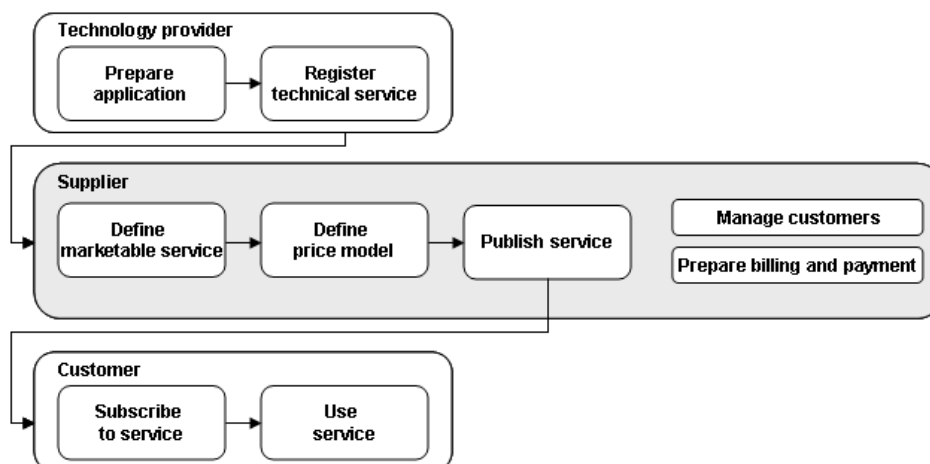 Technology provider
Prepare
application
Register
technical service
Supplier
Define
marketable service
Define
price model
Publish service
Manage customers
Prepare billing and payment
Customer
Subscribe
to service
Use
service